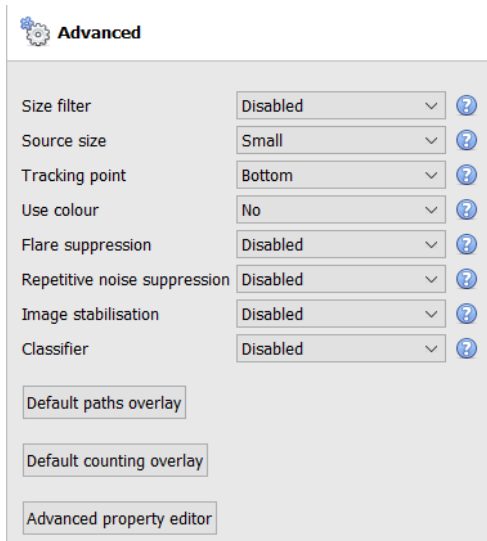 Advanced
Size filter Disabled ?
Source size Small ?
Tracking point Bottom ?
Use colour No ?
Flare suppression Disabled ?
Repetitive noise suppression Disabled ?
Image stabilisation Disabled ?
Classifier Disabled ?
Default paths overlay
Default counting overlay
Advanced property editor